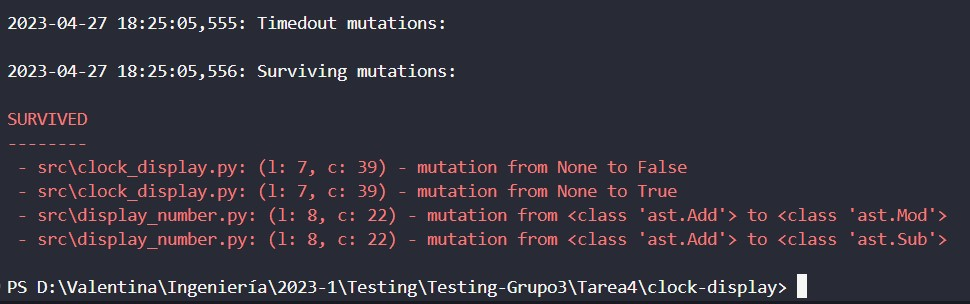 2023-04-27 18:25:05,555: Timedout mutations:
2023-04-27 18:25:05,556: Surviving mutations:
SURVIVED
--------
- src\clock_display.py: (l: 7, c: 39) - mutation from None to False
- src\clock_display.py: (l: 7, c: 39) - mutation from None to True
- src\display_number.py: (l: 8, c: 22) - mutation from <class 'ast.Add'> to <class 'ast.Mod'>
- src\display_number.py: (l: 8, c: 22) - mutation from <class 'ast.Add'> to <class 'ast.Sub'>
PS D:\Valentina\Ingeniería\2023-1\Testing\Testing-Grupo3\Tarea4\clock-display>